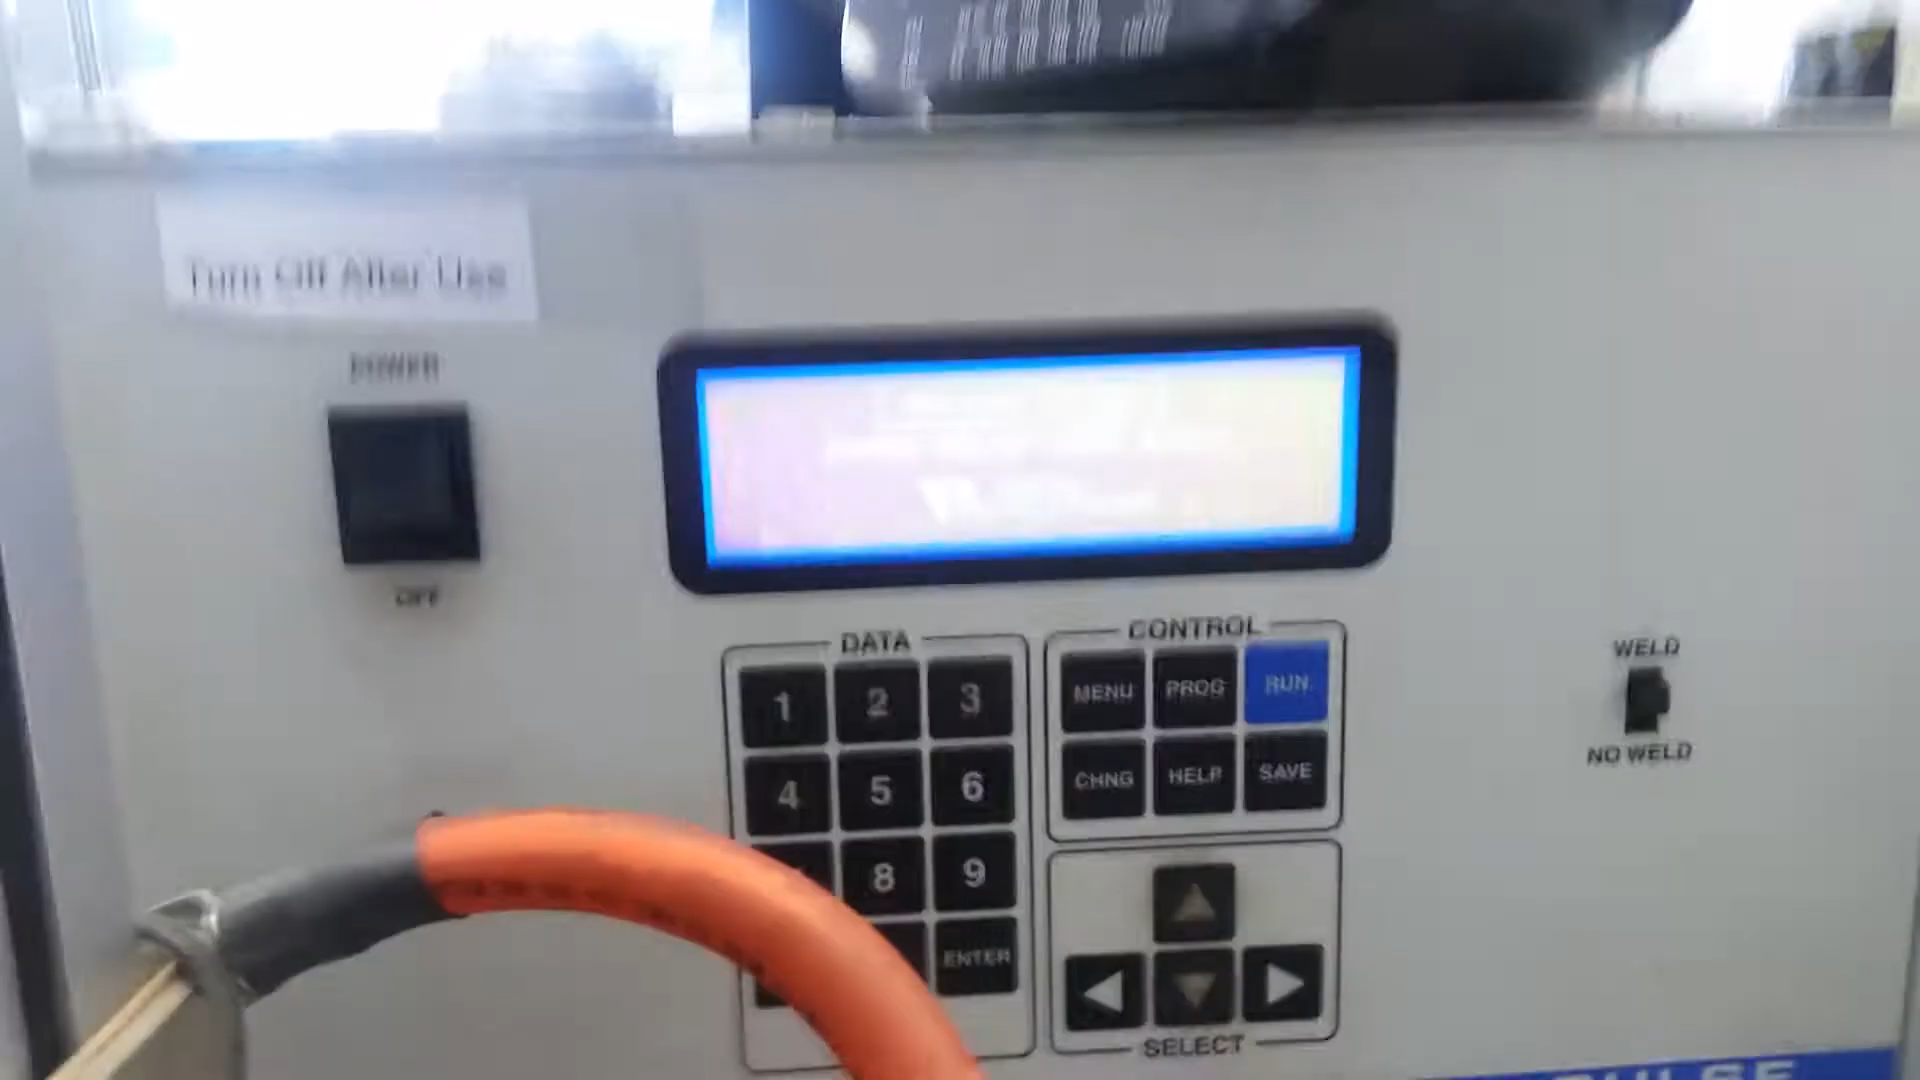 Turn Off After Use
POWER
OFF
DATA
1 2 3
4 5 6
8 9
ENTER
CONTROL
MENU PROG RUN
CHNG HELP SAVE
SELECT
WELD
NO WELD
PULSE